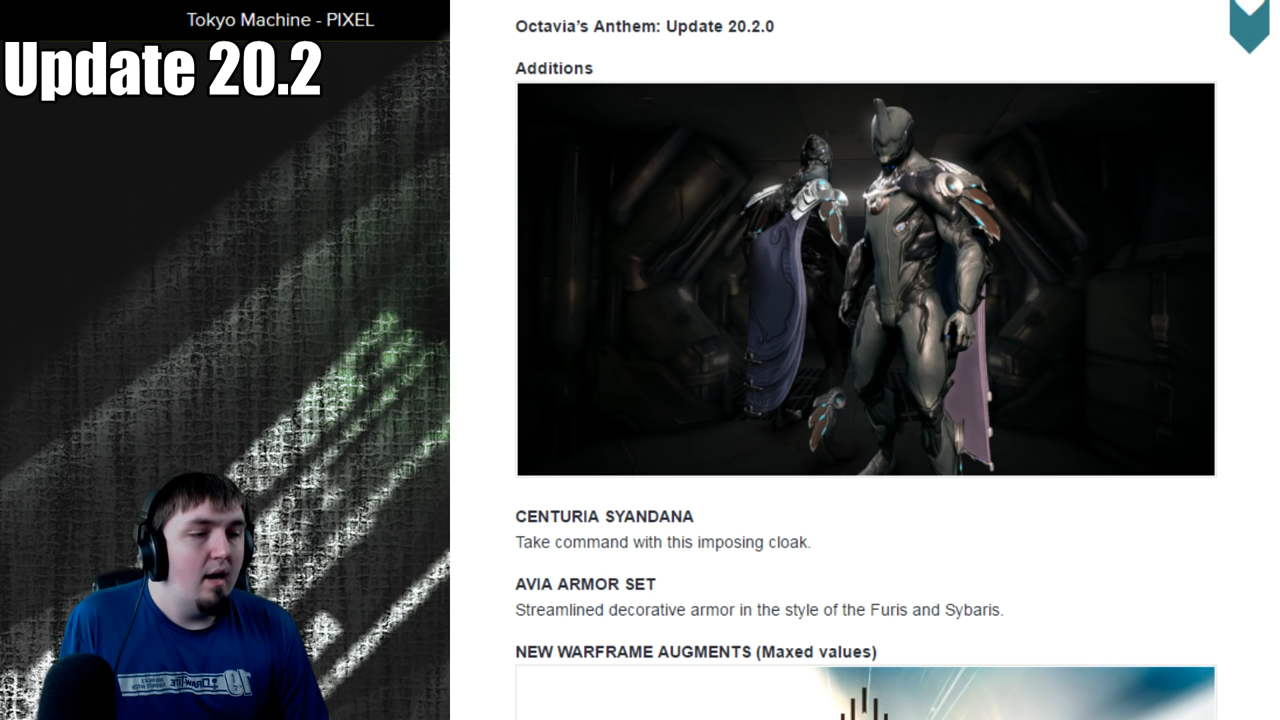 Tokyo Machine - PIXEL
Update 20.2
Octavia’s Anthem: Update 20.2.0
Additions
CENTURIA SYANDANA
Take command with this imposing cloak.
AVIA ARMOR SET
Streamlined decorative armor in the style of the Furis and Sybaris.
NEW WARFRAME AUGMENTS (Maxed values)